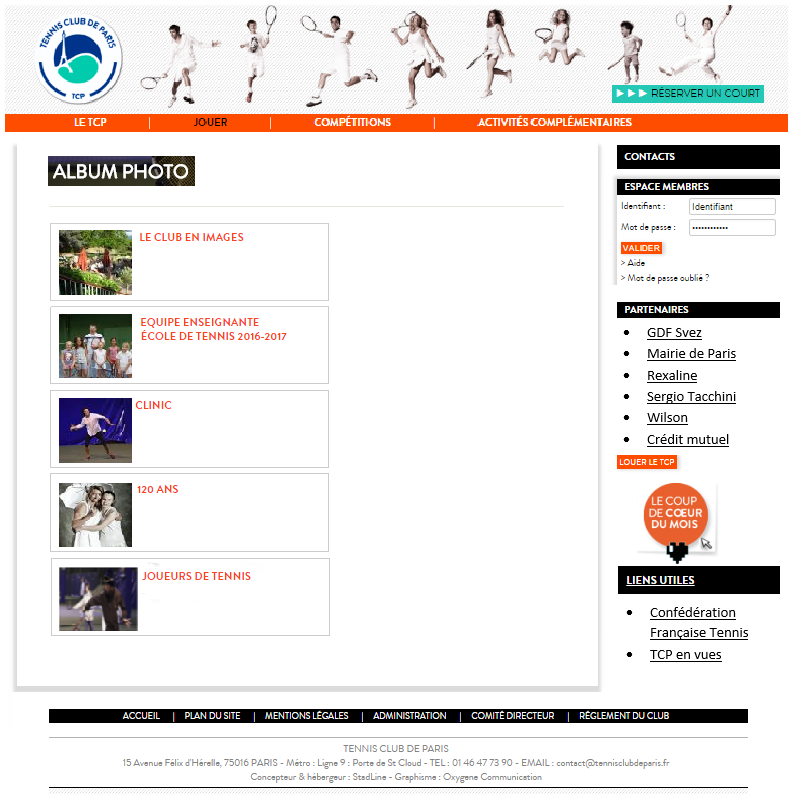 TENNIS CLUB DE PARIS
TCP
▶▶▶ RÉSERVER UN COURT
LE TCP | JOUER | COMPÉTITIONS | ACTIVITÉS COMPLÉMENTAIRES
ALBUM PHOTO
LE CLUB EN IMAGES
EQUIPE ENSEIGNANTE
ÉCOLE DE TENNIS 2016-2017
CLINIC
120 ANS
JOUEURS DE TENNIS
CONTACTS
ESPACE MEMBRES
Identifiant : Identifiant
Mot de passe : ••••••••••••
VALIDER
> Aide
> Mot de passe oublié ?
PARTENAIRES
• GDF Svez
• Mairie de Paris
• Rexaline
• Sergio Tacchini
• Wilson
• Crédit mutuel
LOUER LE TCP
LE COUP
DE CŒUR
DU MOIS
LIENS UTILES
• Confédération
Française Tennis
• TCP en vues
ACCUEIL | PLAN DU SITE | MENTIONS LÉGALES | ADMINISTRATION | COMITÉ DIRECTEUR | RÉGLEMENT DU CLUB
TENNIS CLUB DE PARIS
15 Avenue Félix d'Hérelle, 75016 PARIS - Métro : Ligne 9 : Porte de St Cloud - TEL : 01 46 47 73 90 - EMAIL : contact@tennisclubdeparis.fr
Concepteur & hébergeur : StadLine - Graphisme : Oxygene Communication